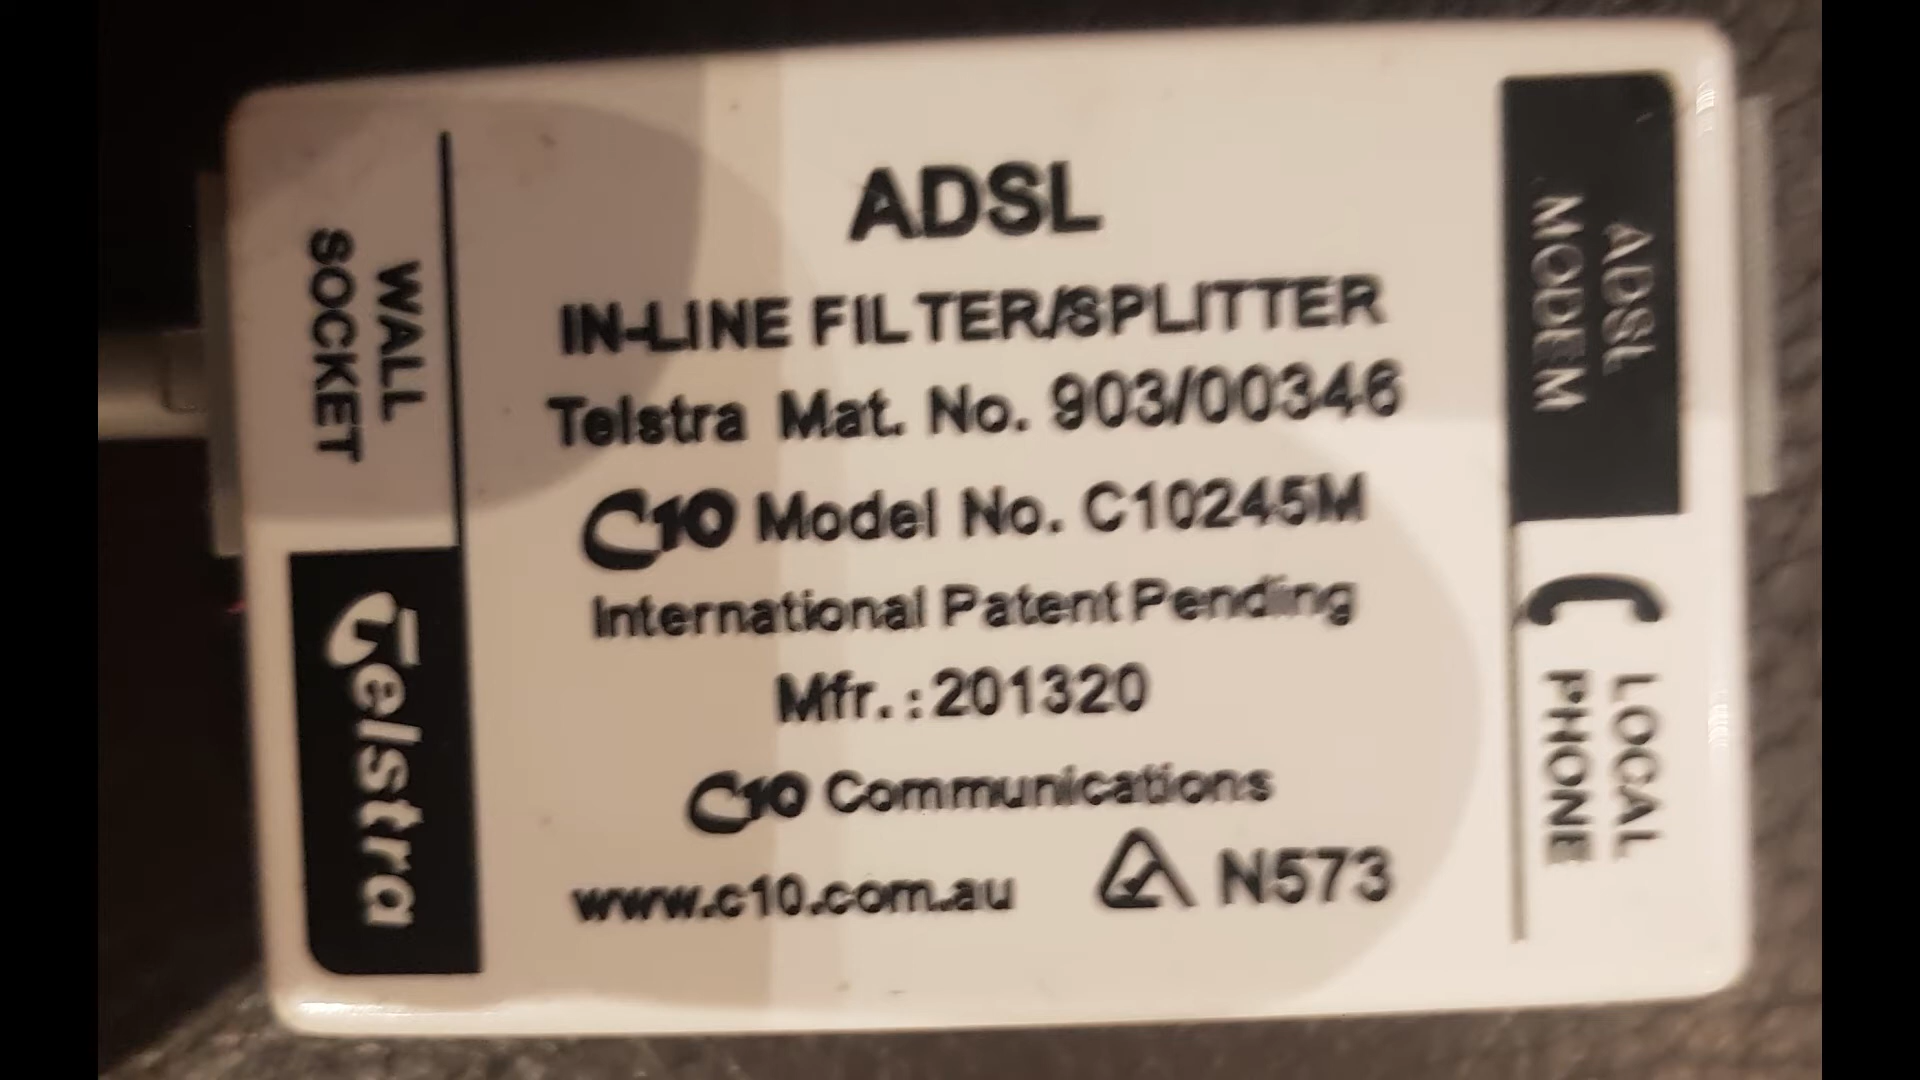 ADSL
IN-LINE FILTER/SPLITTER
Telstra Mat. No. 903/00346
C10 Model No. C10245M
International Patent Pending
Mfr.:201320
C10 Communications
www.c10.com.au N573
WALL
SOCKET
Telstra
ADSL
MODEM
LOCAL
PHONE